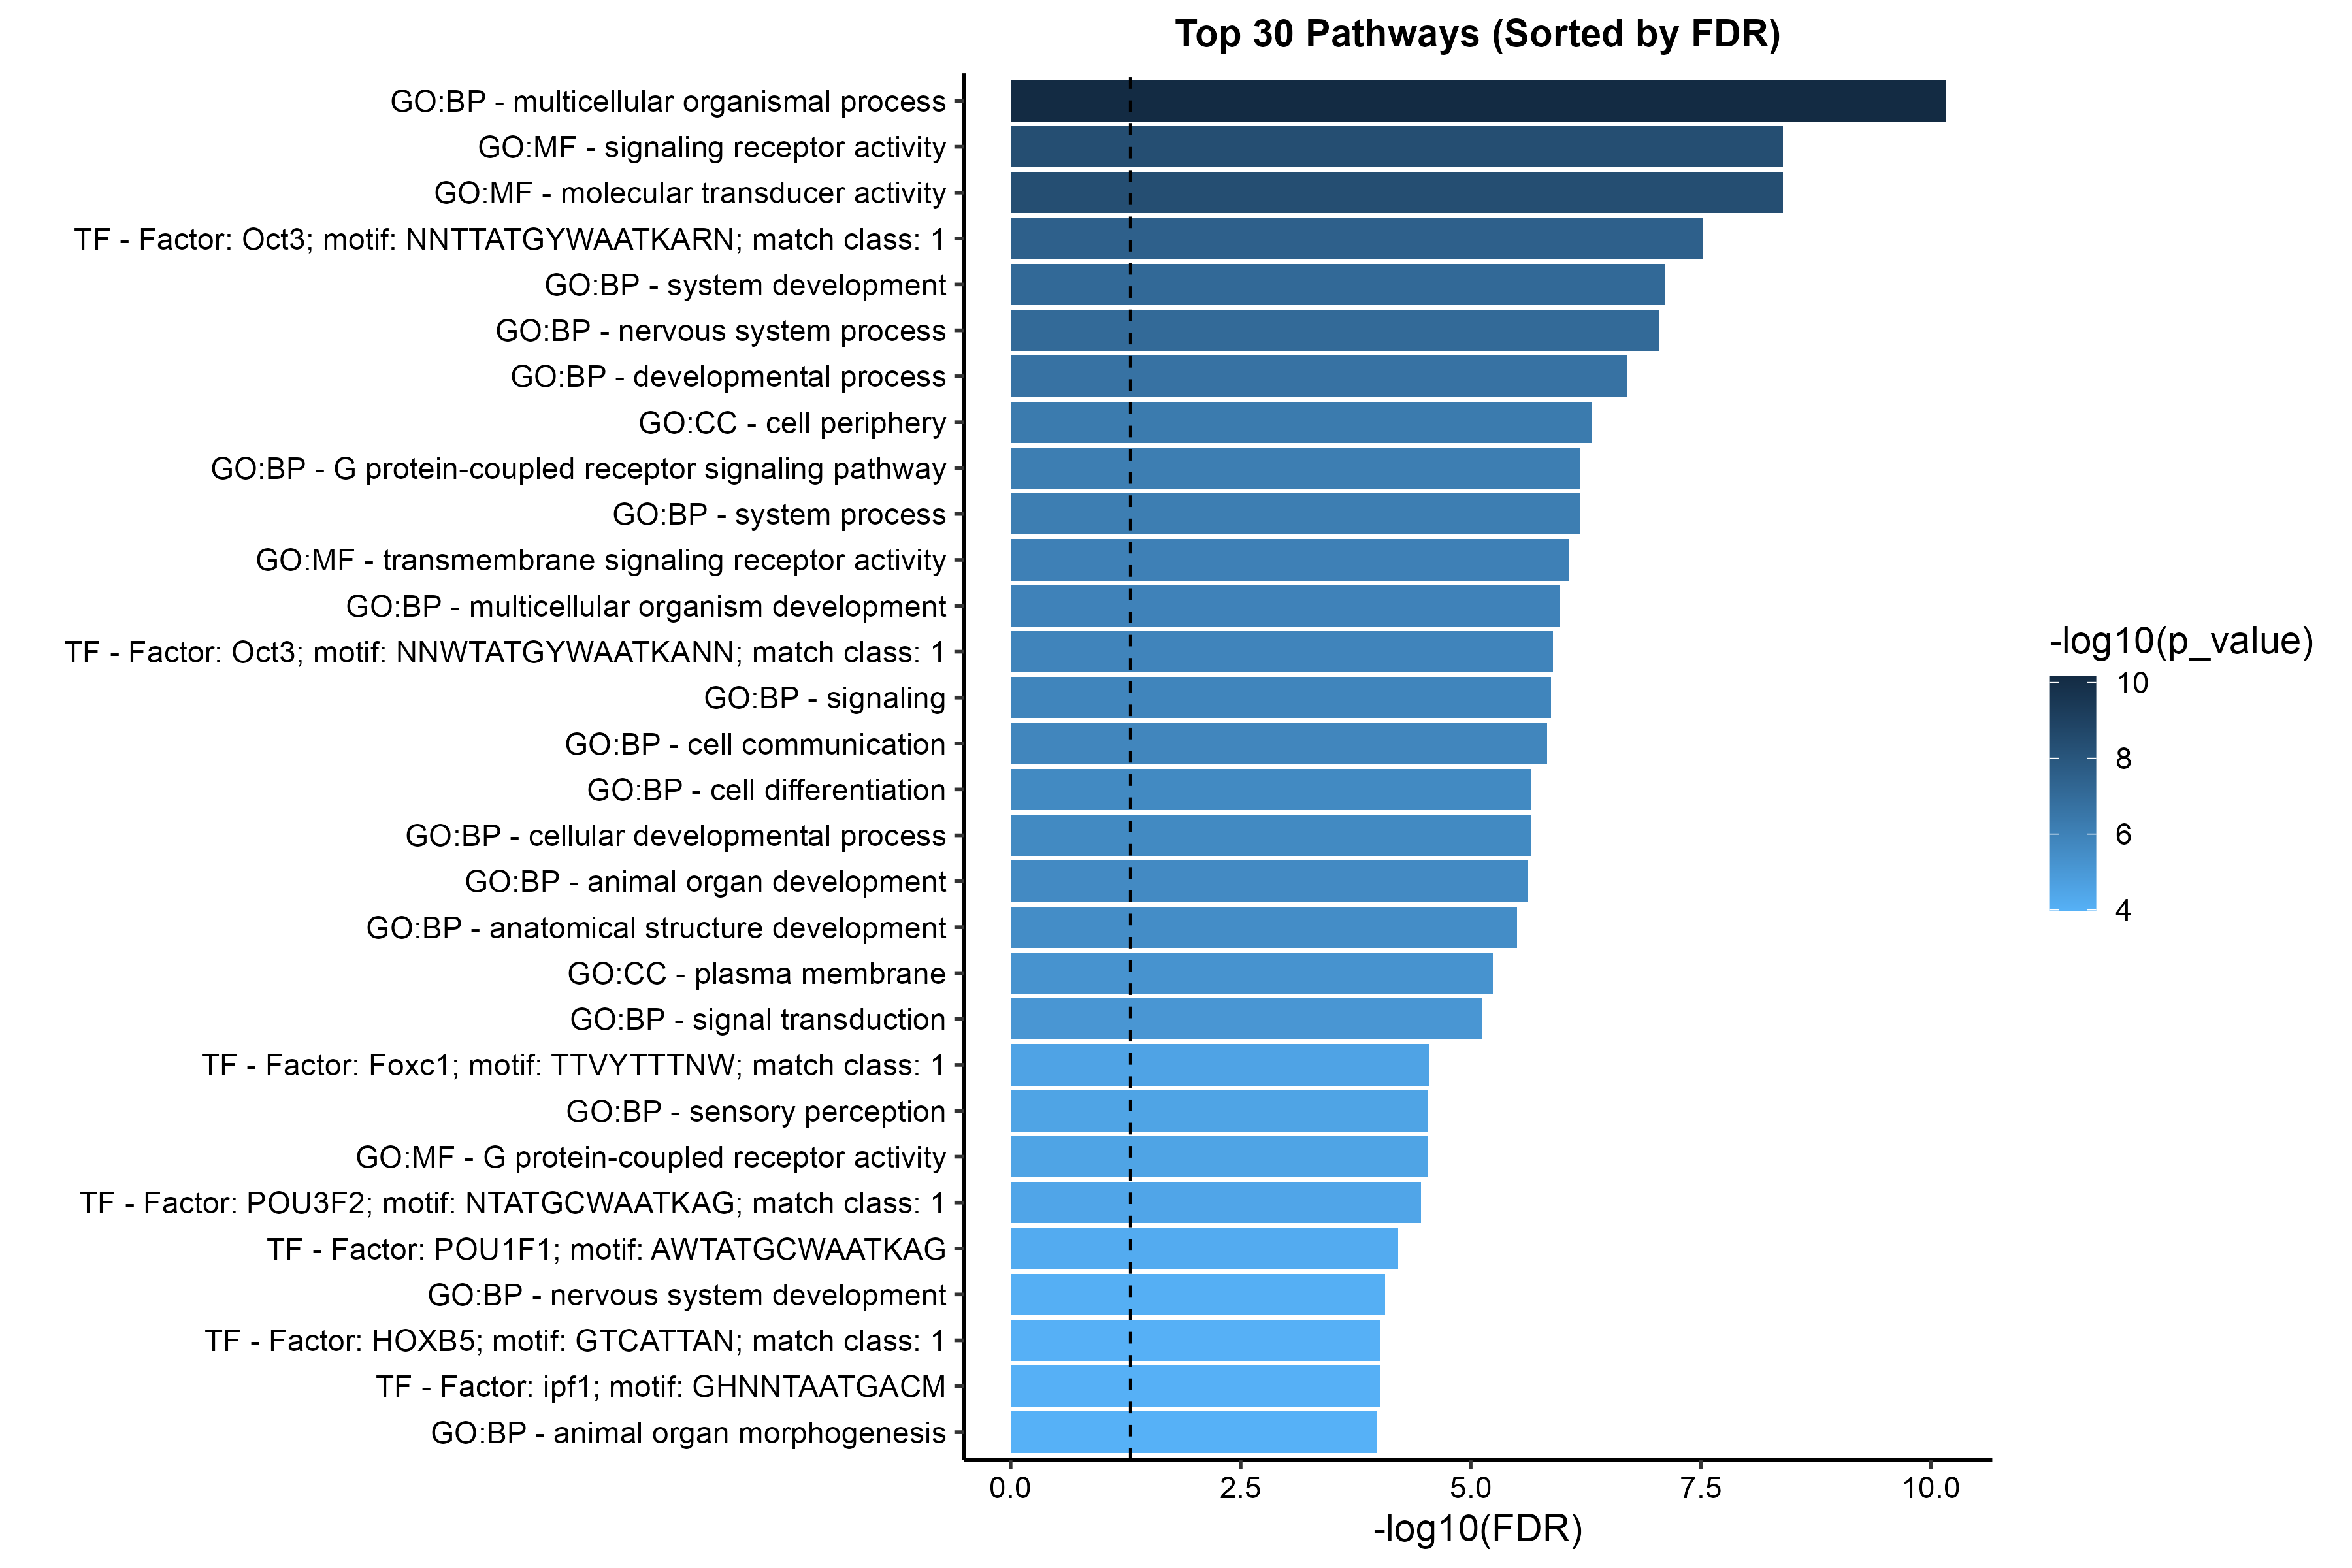 Top 30 Pathways (Sorted by FDR)
GO:BP - multicellular organismal process
GO:MF - signaling receptor activity
GO:MF - molecular transducer activity
TF - Factor: Oct3; motif: NNTTATGYWAATKARN; match class: 1
GO:BP - system development
GO:BP - nervous system process
GO:BP - developmental process
GO:CC - cell periphery
GO:BP - G protein-coupled receptor signaling pathway
GO:BP - system process
GO:MF - transmembrane signaling receptor activity
GO:BP - multicellular organism development
TF - Factor: Oct3; motif: NNWTATGYWAATKANN; match class: 1
GO:BP - signaling
GO:BP - cell communication
GO:BP - cell differentiation
GO:BP - cellular developmental process
GO:BP - animal organ development
GO:BP - anatomical structure development
GO:CC - plasma membrane
GO:BP - signal transduction
TF - Factor: Foxc1; motif: TTVYTTTNW; match class: 1
GO:BP - sensory perception
GO:MF - G protein-coupled receptor activity
TF - Factor: POU3F2; motif: NTATGCWAATKAG; match class: 1
TF - Factor: POU1F1; motif: AWTATGCWAATKAG
GO:BP - nervous system development
TF - Factor: HOXB5; motif: GTCATTAN; match class: 1
TF - Factor: ipf1; motif: GHNNTAATGACM
GO:BP - animal organ morphogenesis
0.0 2.5 5.0 7.5 10.0
-log10(FDR)
-log10(p_value)
10
8
6
4